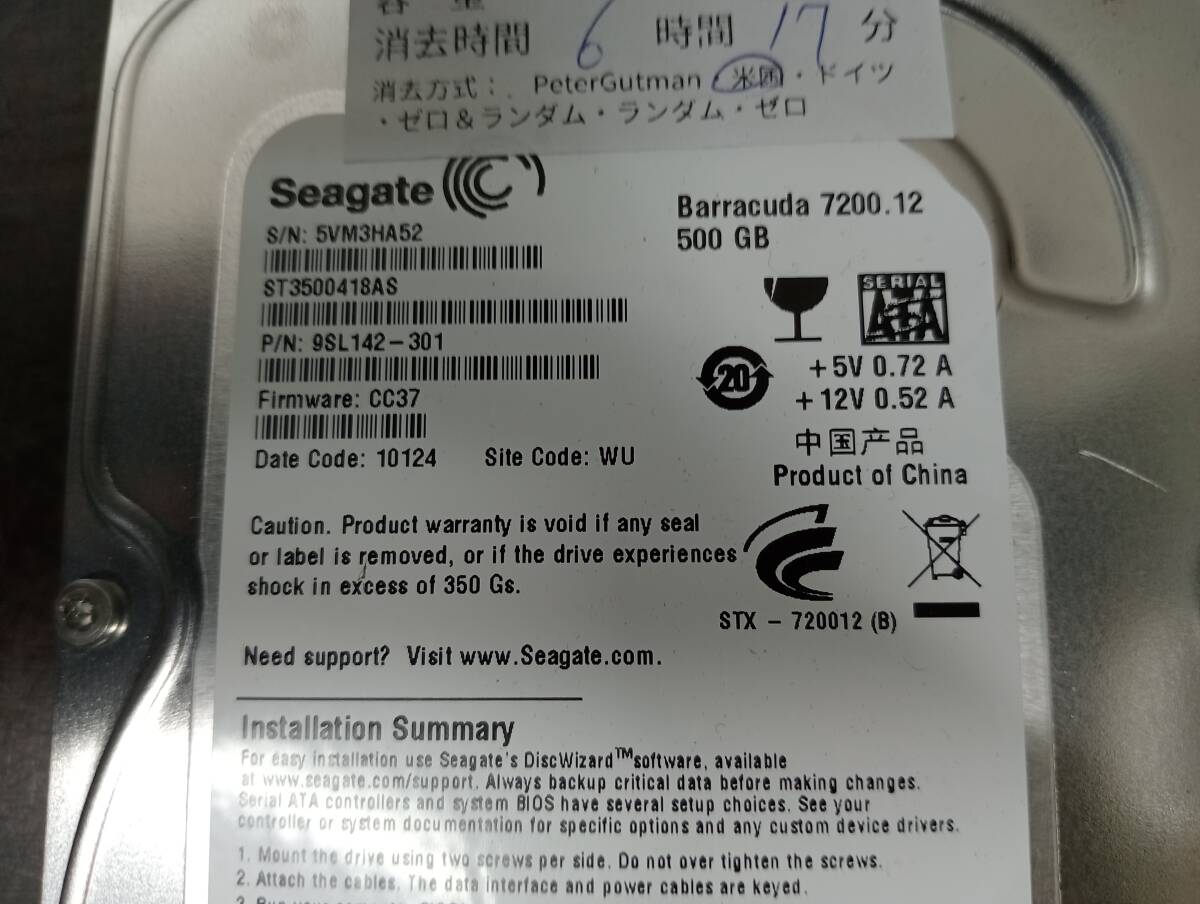 容 量
消去時間 6 時間 17 分
消去方式： PeterGutman・米国・ドイツ
・ゼロ＆ランダム・ランダム・ゼロ
Seagate
S/N: 5VM3HA52
ST3500418AS
P/N: 9SL142-301
Firmware: CC37
Date Code: 10124 Site Code: WU
Barracuda 7200.12
500 GB
SERIAL
ATA
20
+5V 0.72 A
+12V 0.52 A
中国产品
Product of China
Caution. Product warranty is void if any seal
or label is removed, or if the drive experiences
shock in excess of 350 Gs.
STX - 720012 (B)
Need support? Visit www.Seagate.com.
Installation Summary
For easy installation use Seagate's DiscWizard™software, available
at www.seagate.com/support. Always backup critical data before making changes.
Serial ATA controllers and system BIOS have several setup choices. See your
controller or system documentation for specific options and any custom device drivers.
1. Mount the drive using two screws per side. Do not over tighten the screws.
2. Attach the cables. The data interface and power cables are keyed.